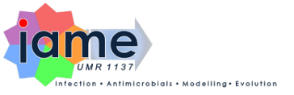 iame
UMR 1137
Infection • Antimicrobials • Modelling • Evolution